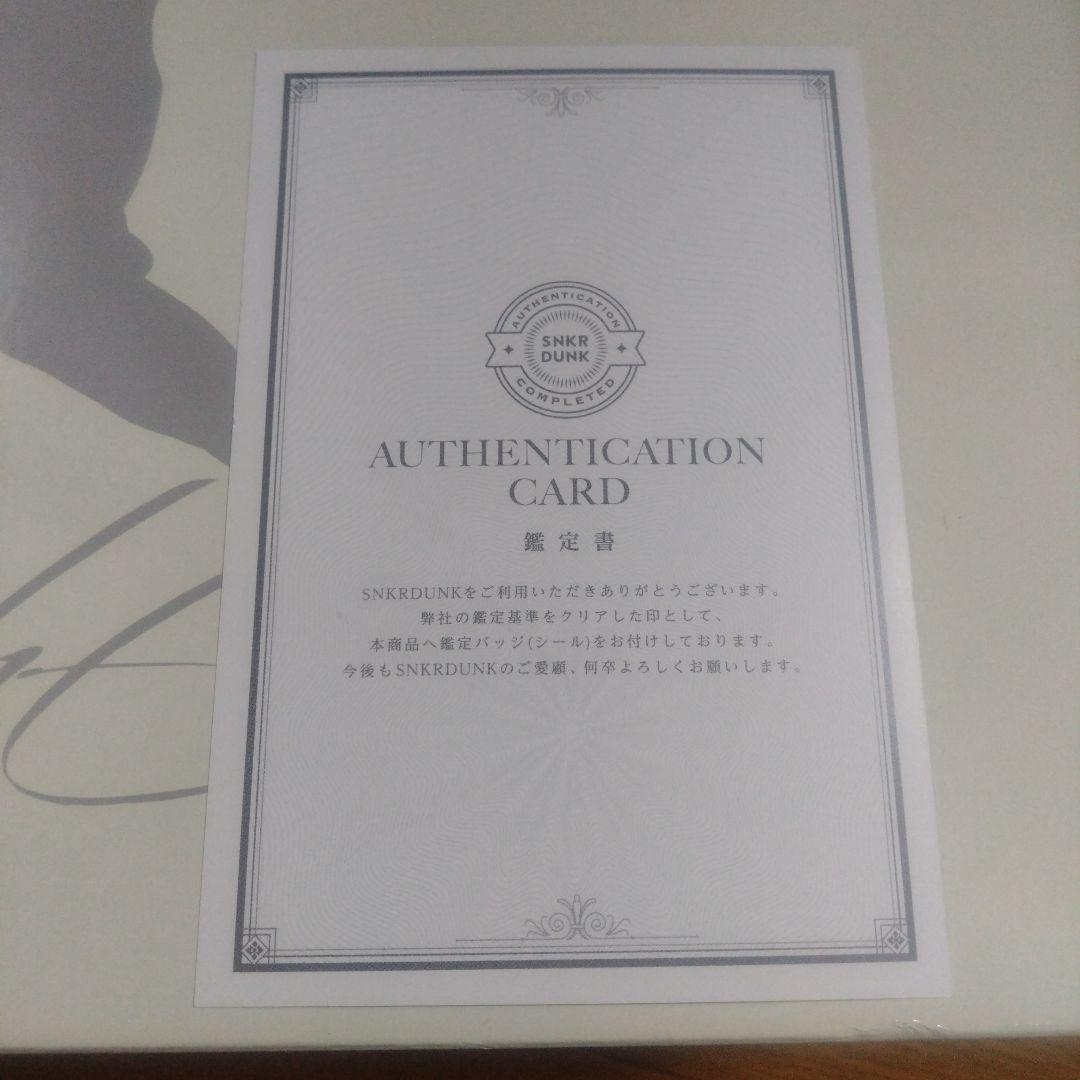 AUTHENTICATION
SNKR
DUNK
COMPLETED
AUTHENTICATION
CARD
鑑定書
SNKRDUNKをご利用いただきありがとうございます。
弊社の鑑定基準をクリアした印として、
本商品へ鑑定バッジ(シール)をお付けしております。
今後もSNKRDUNKのご愛顧、何卒よろしくお願いします。